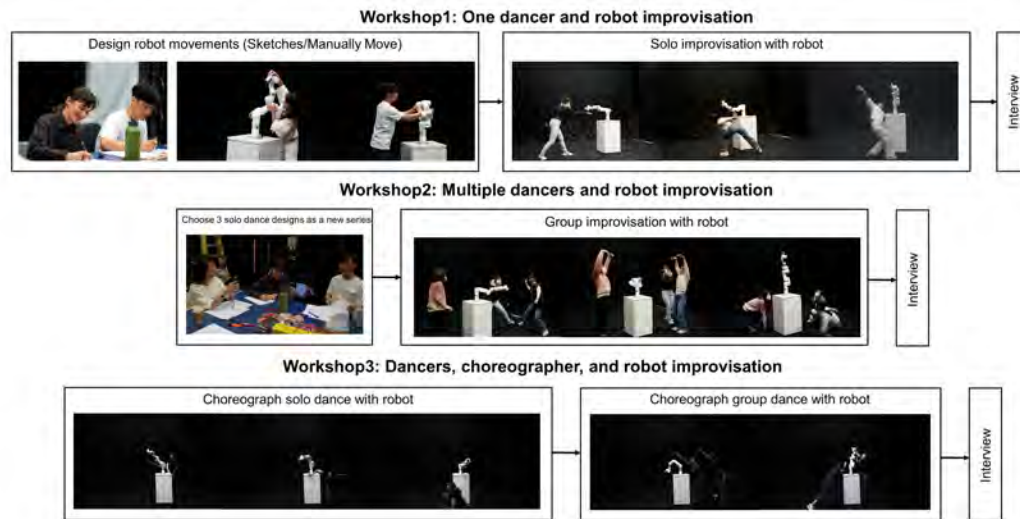 Workshop1: One dancer and robot improvisation
Design robot movements (Sketches/Manually Move)
Solo improvisation with robot
Interview
Workshop2: Multiple dancers and robot improvisation
Choose 3 solo dance designs as a new series
Group improvisation with robot
Interview
Workshop3: Dancers, choreographer, and robot improvisation
Choreograph solo dance with robot
Choreograph group dance with robot
Interview